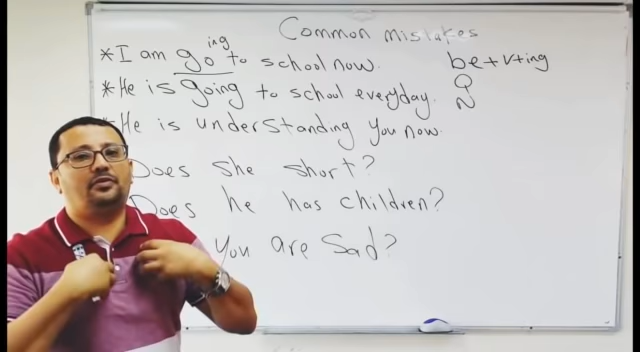 Common mistakes
* I am go ing to school now.
be+v+ing
* He is going to school everyday.
Q
N
* He is understanding you now.
Does she short?
Does he has children?
you are sad?